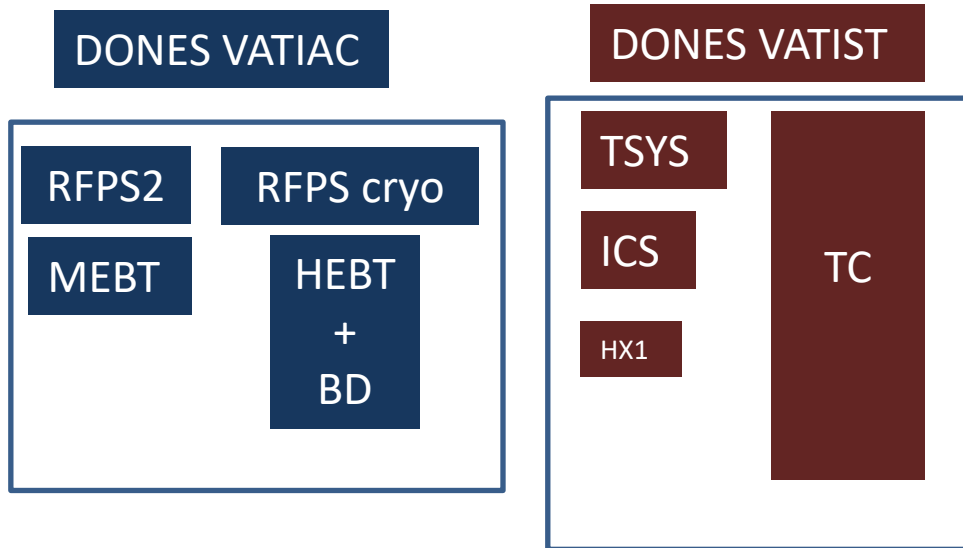 DONES VATIAC
RFPS2
RFPS cryo
MEBT
HEBT
+
BD
DONES VATIST
TSYS
ICS
HX1
TC